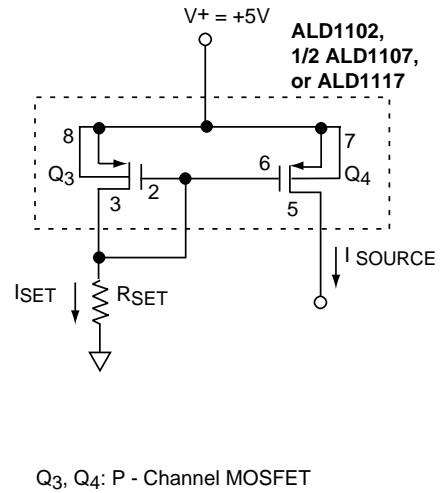 V+ = +5V
ALD1102,
1/2 ALD1107,
or ALD1117
8
7
Q3
2
6
Q4
3
5
ISET
RSET
I SOURCE
Q3, Q4: P - Channel MOSFET